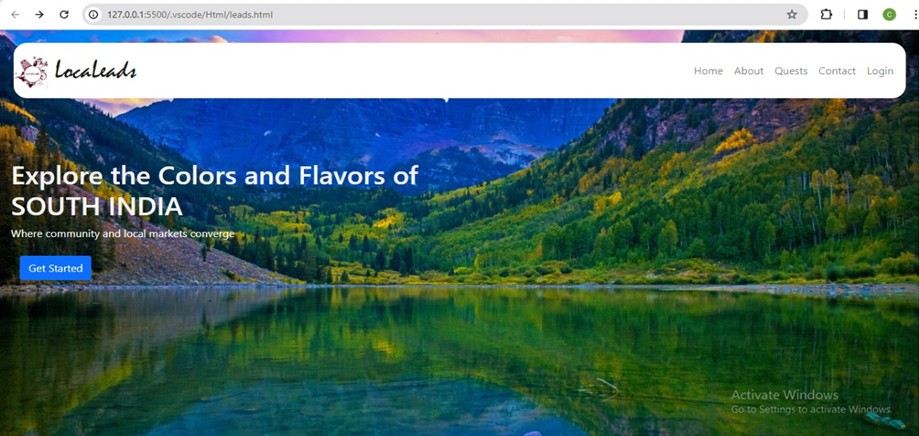 127.0.0.1:5500/.vscode/Html/leads.html
C
LocaLeads
Home About Quests Contact Login
Explore the Colors and Flavors of
SOUTH INDIA
Where community and local markets converge
Get Started
Activate Windows
Go to Settings to activate Windows.